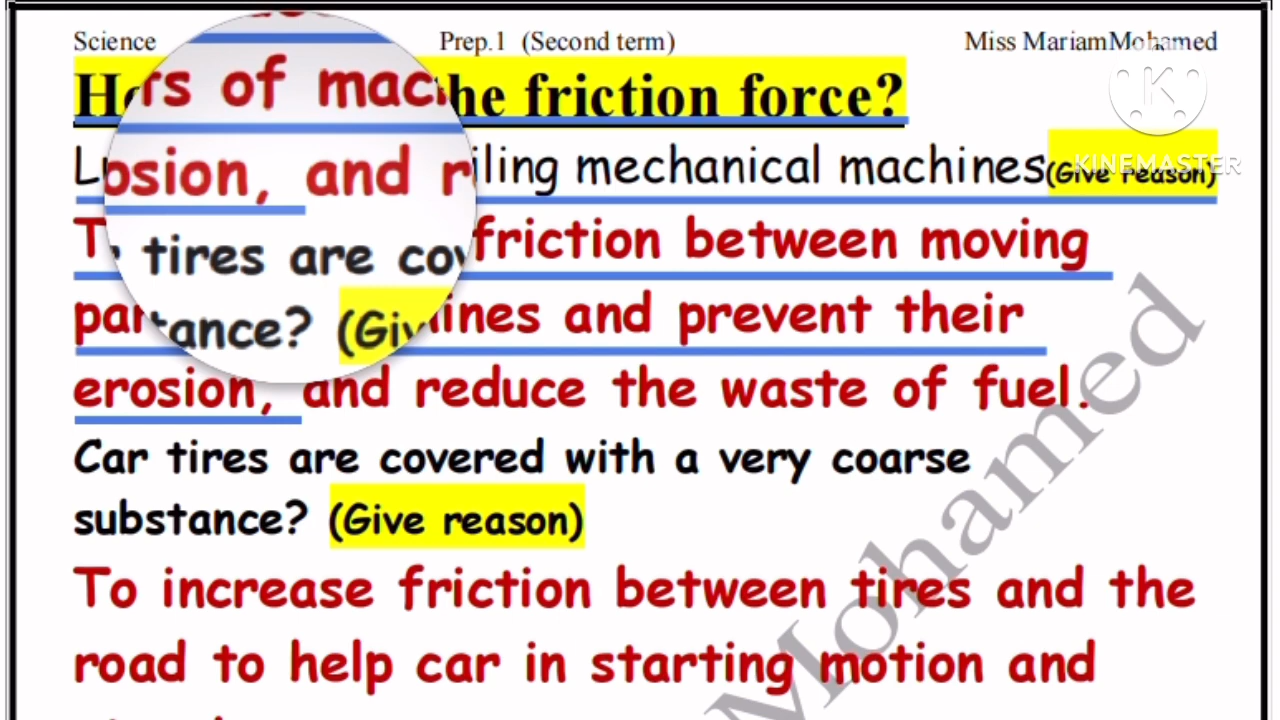 Science Prep.1 (Second term) Miss MariamMohamed
he friction force?
iling mechanical machines(Give reason)
friction between moving
ines and prevent their
erosion, and reduce the waste of fuel.
Car tires are covered with a very coarse
substance? (Give reason)
To increase friction between tires and the
road to help car in starting motion and
rs of mac
osion, and r
tires are cov
tance? (Giv
Mohamed
KINEMASTER